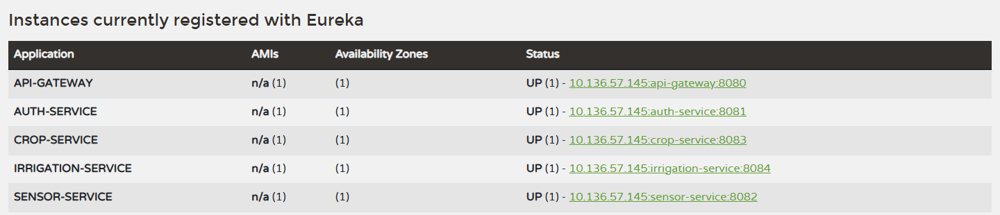 Instances currently registered with Eureka
Application AMIs Availability Zones Status
API-GATEWAY n/a (1) (1) UP (1) - 10.136.57.145:api-gateway:8080
AUTH-SERVICE n/a (1) (1) UP (1) - 10.136.57.145:auth-service:8081
CROP-SERVICE n/a (1) (1) UP (1) - 10.136.57.145:crop-service:8083
IRRIGATION-SERVICE n/a (1) (1) UP (1) - 10.136.57.145:irrigation-service:8084
SENSOR-SERVICE n/a (1) (1) UP (1) - 10.136.57.145:sensor-service:8082